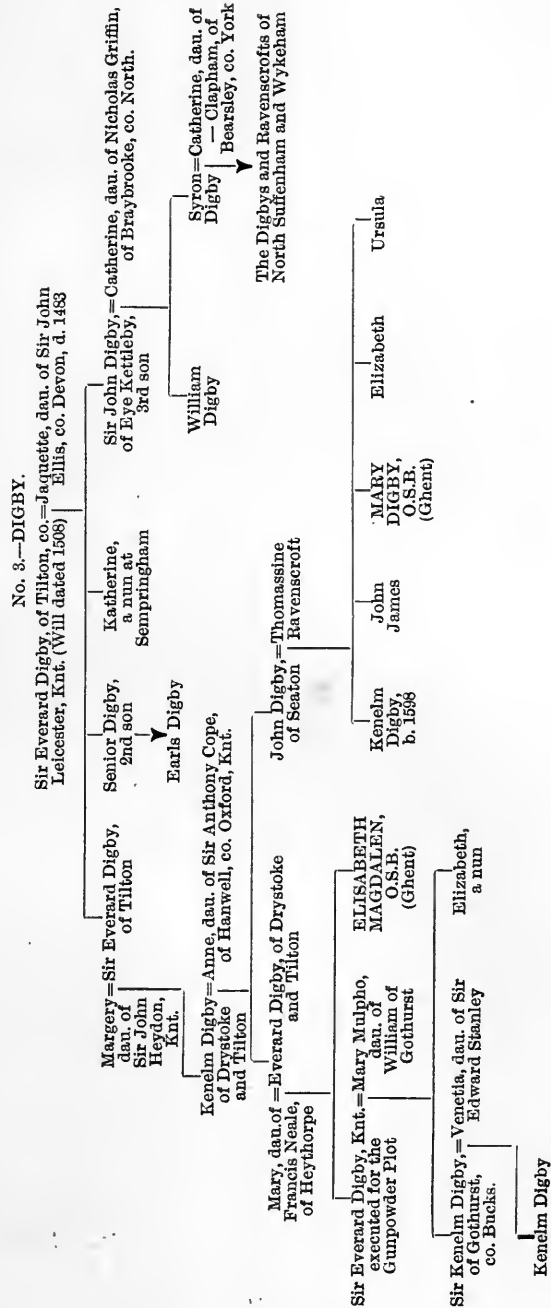 No. 3.—DIGBY.
Sir Everard Digby, of Tilton, co.=Jaquette, dau. of Sir John
Leicester, Knt. (Will dated 1508) Ellis, co. Devon, d. 1483
Margery=Sir Everard Digby,
dau. of of Tilton
Sir John
Heydon,
Knt.
Senior Digby,
2nd son
Earls Digby
Katherine,
a nun at
Sempringham
Sir John Digby,=Catherine, dau. of Nicholas Griffin,
of Eye Kettleby, of Braybrooke, co. North.
3rd son
Kenelm Digby=Anne, dau. of Sir Anthony Cope,
of Drystoke of Hanwell, co. Oxford, Knt.
and Tilton
William
Digby
Syron=Catherine, dau. of
Digby — Clapham, of
Bearsley, co. York
The Digbys and Ravenscrofts of
North Suffenham and Wykeham
Mary, dau. of=Everard Digby, of Drystoke
Francis Neale, and Tilton
of Heythorpe
John Digby,=Thomassine
of Seaton Ravenscroft
Sir Everard Digby, Knt.=Mary Mulpho,
executed for the dau. of
Gunpowder Plot William of
Gothurst
ELISABETH
MAGDALEN,
O.S.B.
(Ghent)
Kenelm
Digby,
b. 1598
John
James
MARY
DIGBY,
O.S.B.
(Ghent)
Elizabeth
Ursula
Sir Kenelm Digby,=Venetia, dau. of Sir
of Gothurst, Edward Stanley
co. Bucks.
Elizabeth,
a nun
Kenelm Digby